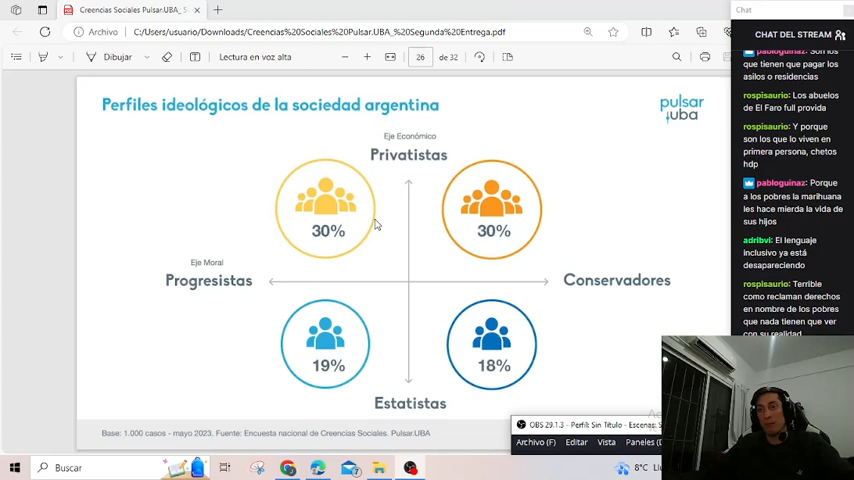 Creencias Sociales Pulsar.UBA_ S
Chat
Archivo
C:/Users/usuario/Downloads/Creencias%20Sociales%20Pulsar.UBA_%20Segunda%20Entrega.pdf
CHAT DEL STREAM
Dibujar
Lectura en voz alta
26
de 32
Perfiles ideológicos de la sociedad argentina
pulsar
.uba
Eje Económico
Privatistas
30%
30%
Eje Moral
Progresistas
Conservadores
19%
18%
Estatistas
Base: 1.000 casos - mayo 2023. Fuente: Encuesta nacional de Creencias Sociales. Pulsar.UBA
pabloguinaz: Son los
que tienen que pagar los
asilos o residencias
rospisaurio: Los abuelos
de El Faro full provida
rospisaurio: Y porque
son los que lo viven en
primera persona, chetos
hdp
pabloguinaz: Porque
a los pobres la marihuana
les hace mierda la vida de
sus hijos
adribvi: El lenguaje
inclusivo ya está
desapareciendo
rospisaurio: Terrible
como reclaman derechos
en nombre de los pobres
que nada tienen que ver
con su realidad
OBS 29.1.3 - Perfil: Sin Título - Escenas: S
Archivo (F)
Editar
Vista
Paneles (D
Buscar
8°C